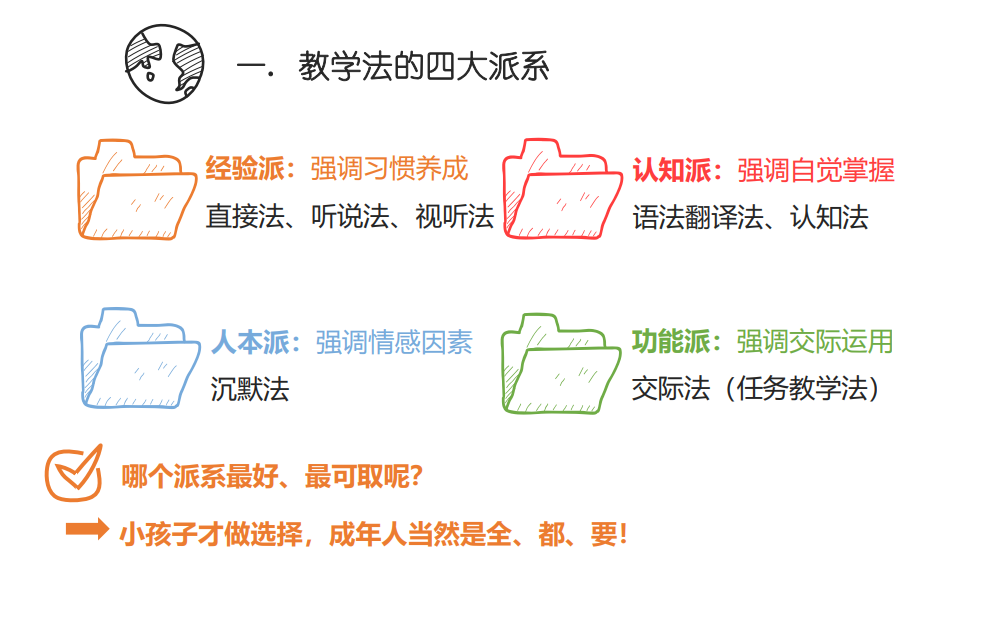 一. 教学法的四大派系
经验派：强调习惯养成
直接法、听说法、视听法
认知派：强调自觉掌握
语法翻译法、认知法
人本派：强调情感因素
沉默法
功能派：强调交际运用
交际法（任务教学法）
哪个派系最好、最可取呢?
小孩子才做选择，成年人当然是全、都、要!